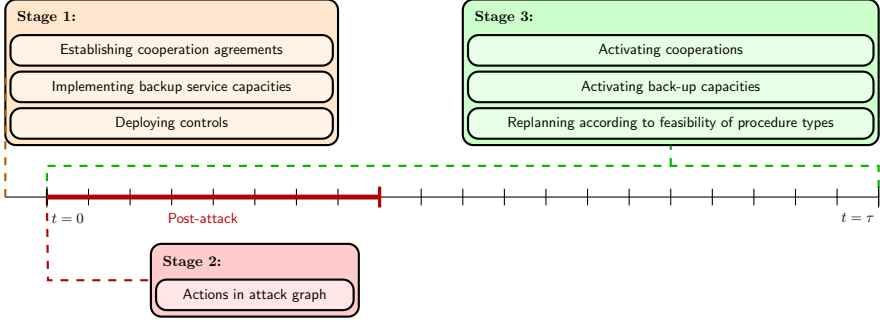 Stage 1:
Establishing cooperation agreements
Implementing backup service capacities
Deploying controls
Stage 3:
Activating cooperations
Activating back-up capacities
Replanning according to feasibility of procedure types
t = 0
Post-attack
t = τ
Stage 2:
Actions in attack graph